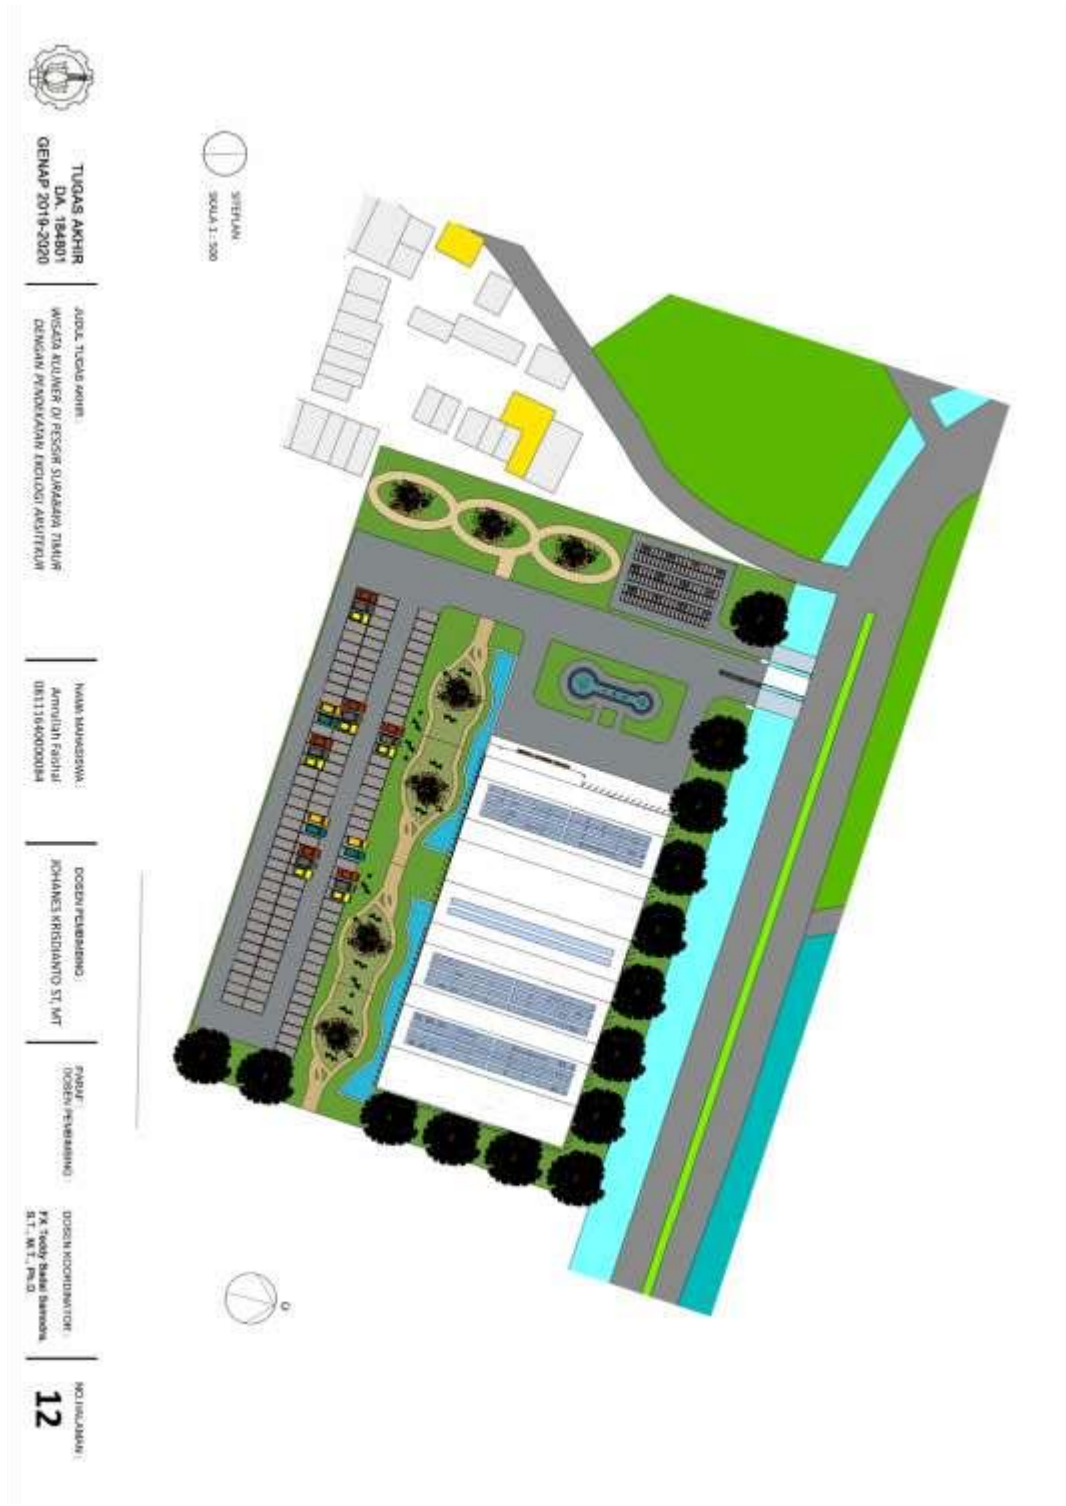 TUGAS AKHIR
DA. 184801
GENAP 2019-2020
JUDUL TUGAS AKHIR :
WISATA KULINER DI PESISIR SURABAYA TIMUR
DENGAN PENDEKATAN EKOLOGI ARSITEKUR
NAMA MAHASISWA :
Amrullah Faishal
08111640000084
DOSEN PEMBIMBING :
JOHANES KRISDIANTO ST, MT
PARAF
DOSEN PEMBIMBING :
DOSEN KOORDINATOR :
FX Teddy Badai Samodra,
S.T., M.T., Ph.D.
NO.HALAMAN :
12
SITEPLAN
SKALA 1 : 500